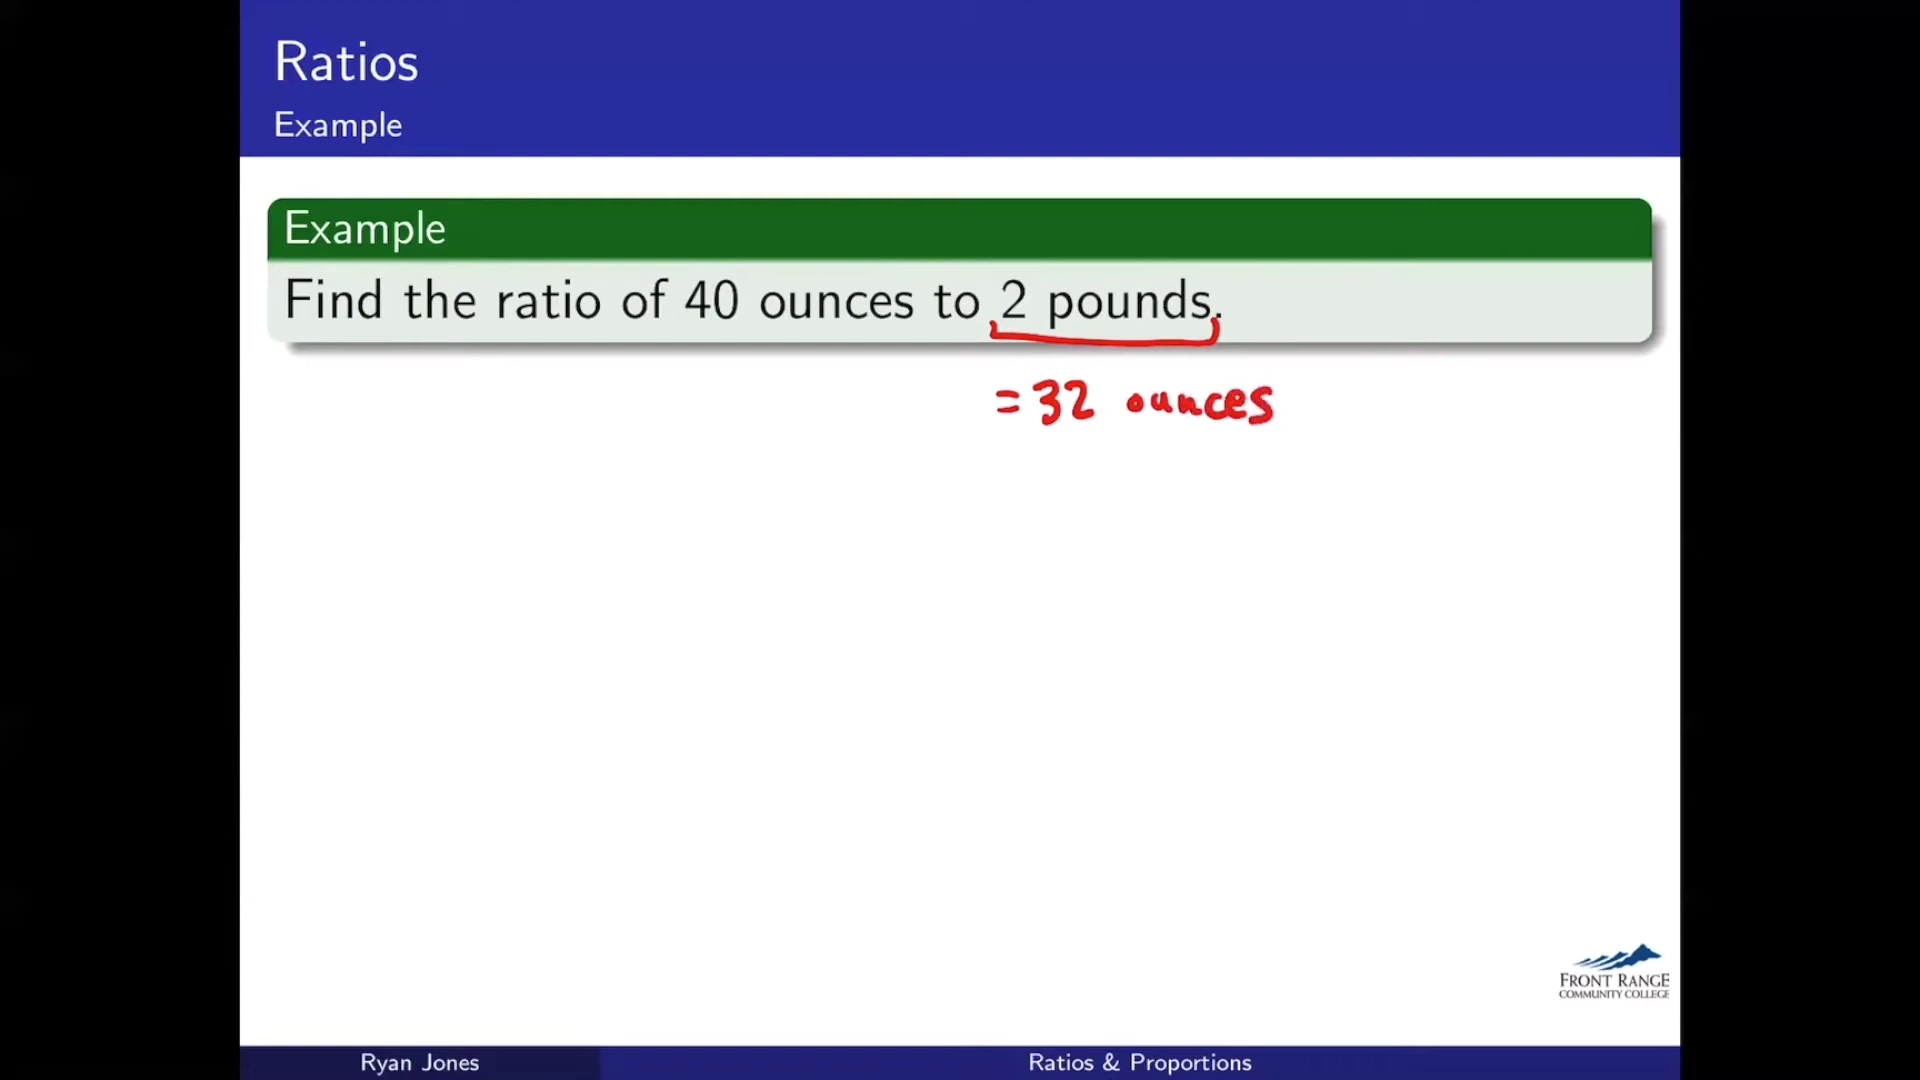 Ratios
Example
Example
Find the ratio of 40 ounces to 2 pounds.
= 32 ounces
FRONT RANGE
COMMUNITY COLLEGE
Ryan Jones
Ratios & Proportions